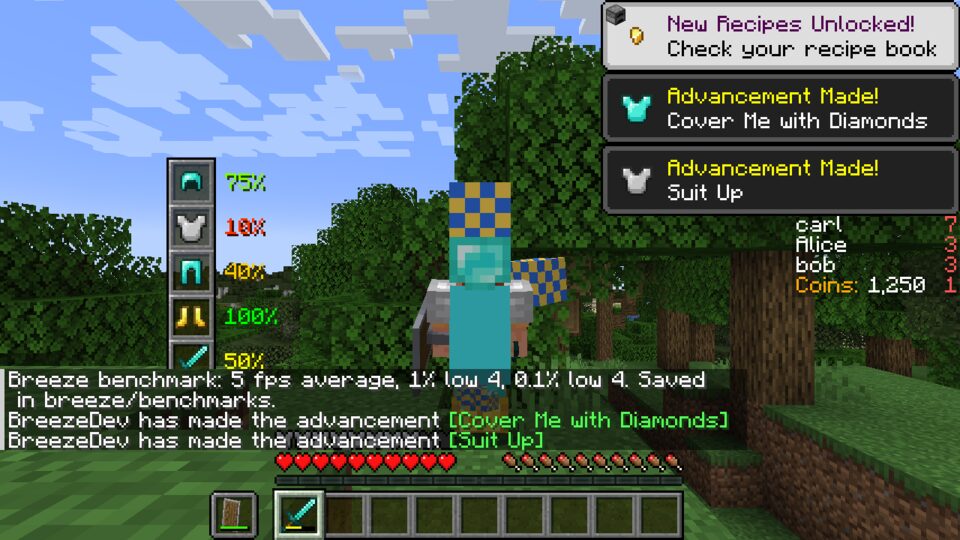 New Recipes Unlocked!
Check your recipe book
Advancement Made!
Cover Me with Diamonds
Advancement Made!
Suit Up
75%
10%
40%
100%
50%
carl 7
Alice 3
bob 3
Coins: 1,250 1
Breeze benchmark: 5 fps average, 1% low 4, 0.1% low 4. Saved
in breeze/benchmarks.
BreezeDev has made the advancement [Cover Me with Diamonds]
BreezeDev has made the advancement [Suit Up]